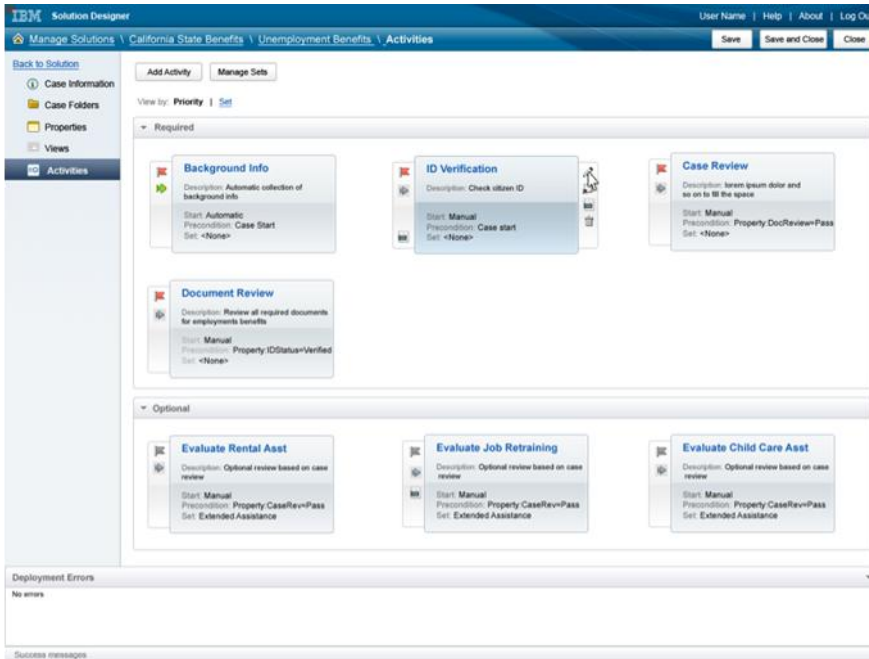 IBM Solution Designer
User Name | Help | About | Log Ou
Manage Solutions \ California State Benefits \ Unemployment Benefits \ Activities
Save
Save and Close
Close
Back to Solution
Case Information
Case Folders
Properties
Views
Activities
Add Activity
Manage Sets
View by: Priority | Set
Required
Background Info
Description: Automatic collection of
background info
Start: Automatic
Precondition: Case Start
Set: <None>
ID Verification
Description: Check citizen ID
Start: Manual
Precondition: Case start
Set: <None>
Case Review
Description: lorem ipsum dolor and
so on to fill the space
Start: Manual
Precondition: Property:DocReview=Pass
Set: <None>
Document Review
Description: Review all required documents
for employments benefits
Start: Manual
Precondition: Property:IDStatus=Verified
Set: <None>
Optional
Evaluate Rental Asst
Description: Optional review based on case
review
Start: Manual
Precondition: Property:CaseRev=Pass
Set: Extended Assistance
Evaluate Job Retraining
Description: Optional review based on case
review
Start: Manual
Precondition: Property:CaseRev=Pass
Set: Extended Assistance
Evaluate Child Care Asst
Description: Optional review based on case
review
Start: Manual
Precondition: Property:CaseRev=Pass
Set: Extended Assistance
Deployment Errors
No errors
Success messages